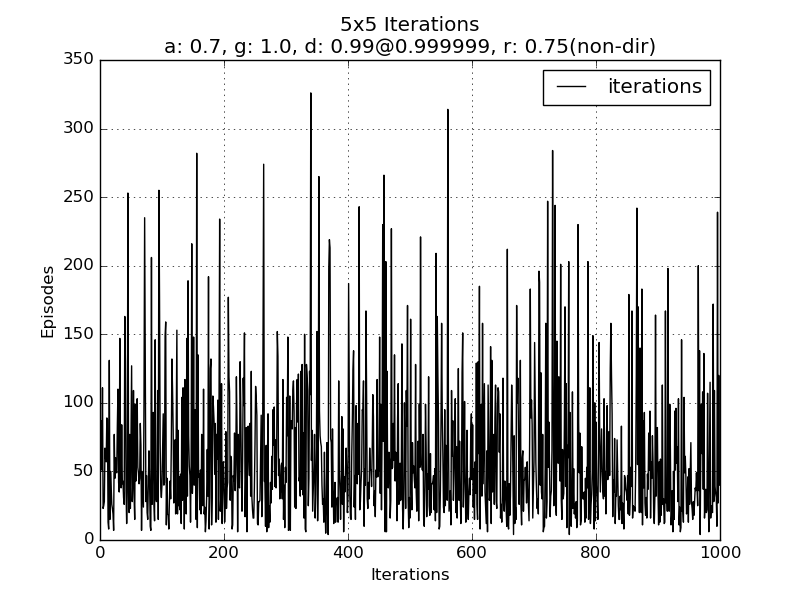 5x5 Iterations
a: 0.7, g: 1.0, d: 0.99@0.999999, r: 0.75(non-dir)
iterations
350
300
250
200
150
100
50
0
Episodes
0 200 400 600 800 1000
Iterations